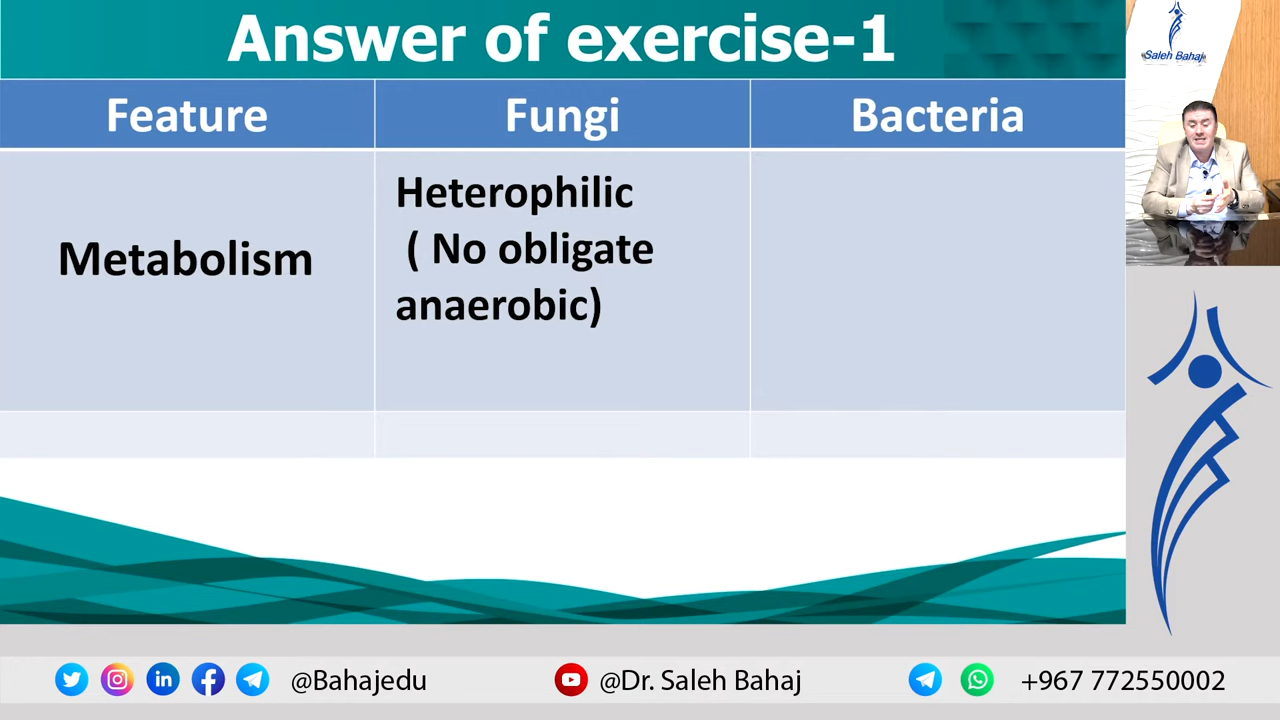 Answer of exercise-1
Saleh Bahaj
Feature
Fungi
Bacteria
Metabolism
Heterophilic
( No obligate
anaerobic)
@Bahajedu
@Dr. Saleh Bahaj
+967 772550002